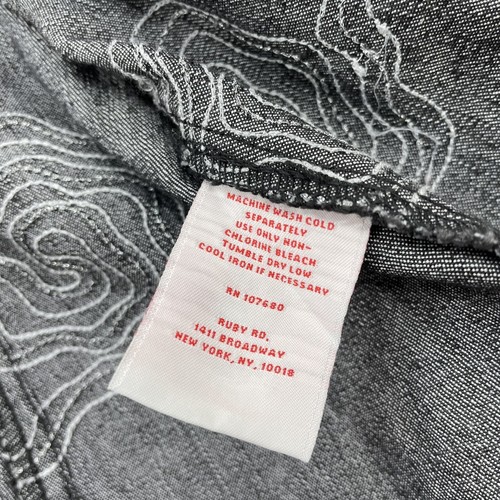 MACHINE WASH COLD
SEPARATELY
USE ONLY NON-
CHLORINE BLEACH
TUMBLE DRY LOW
COOL IRON IF NECESSARY
RN 107680
RUBY RD.
1411 BROADWAY
NEW YORK, NY, 10018